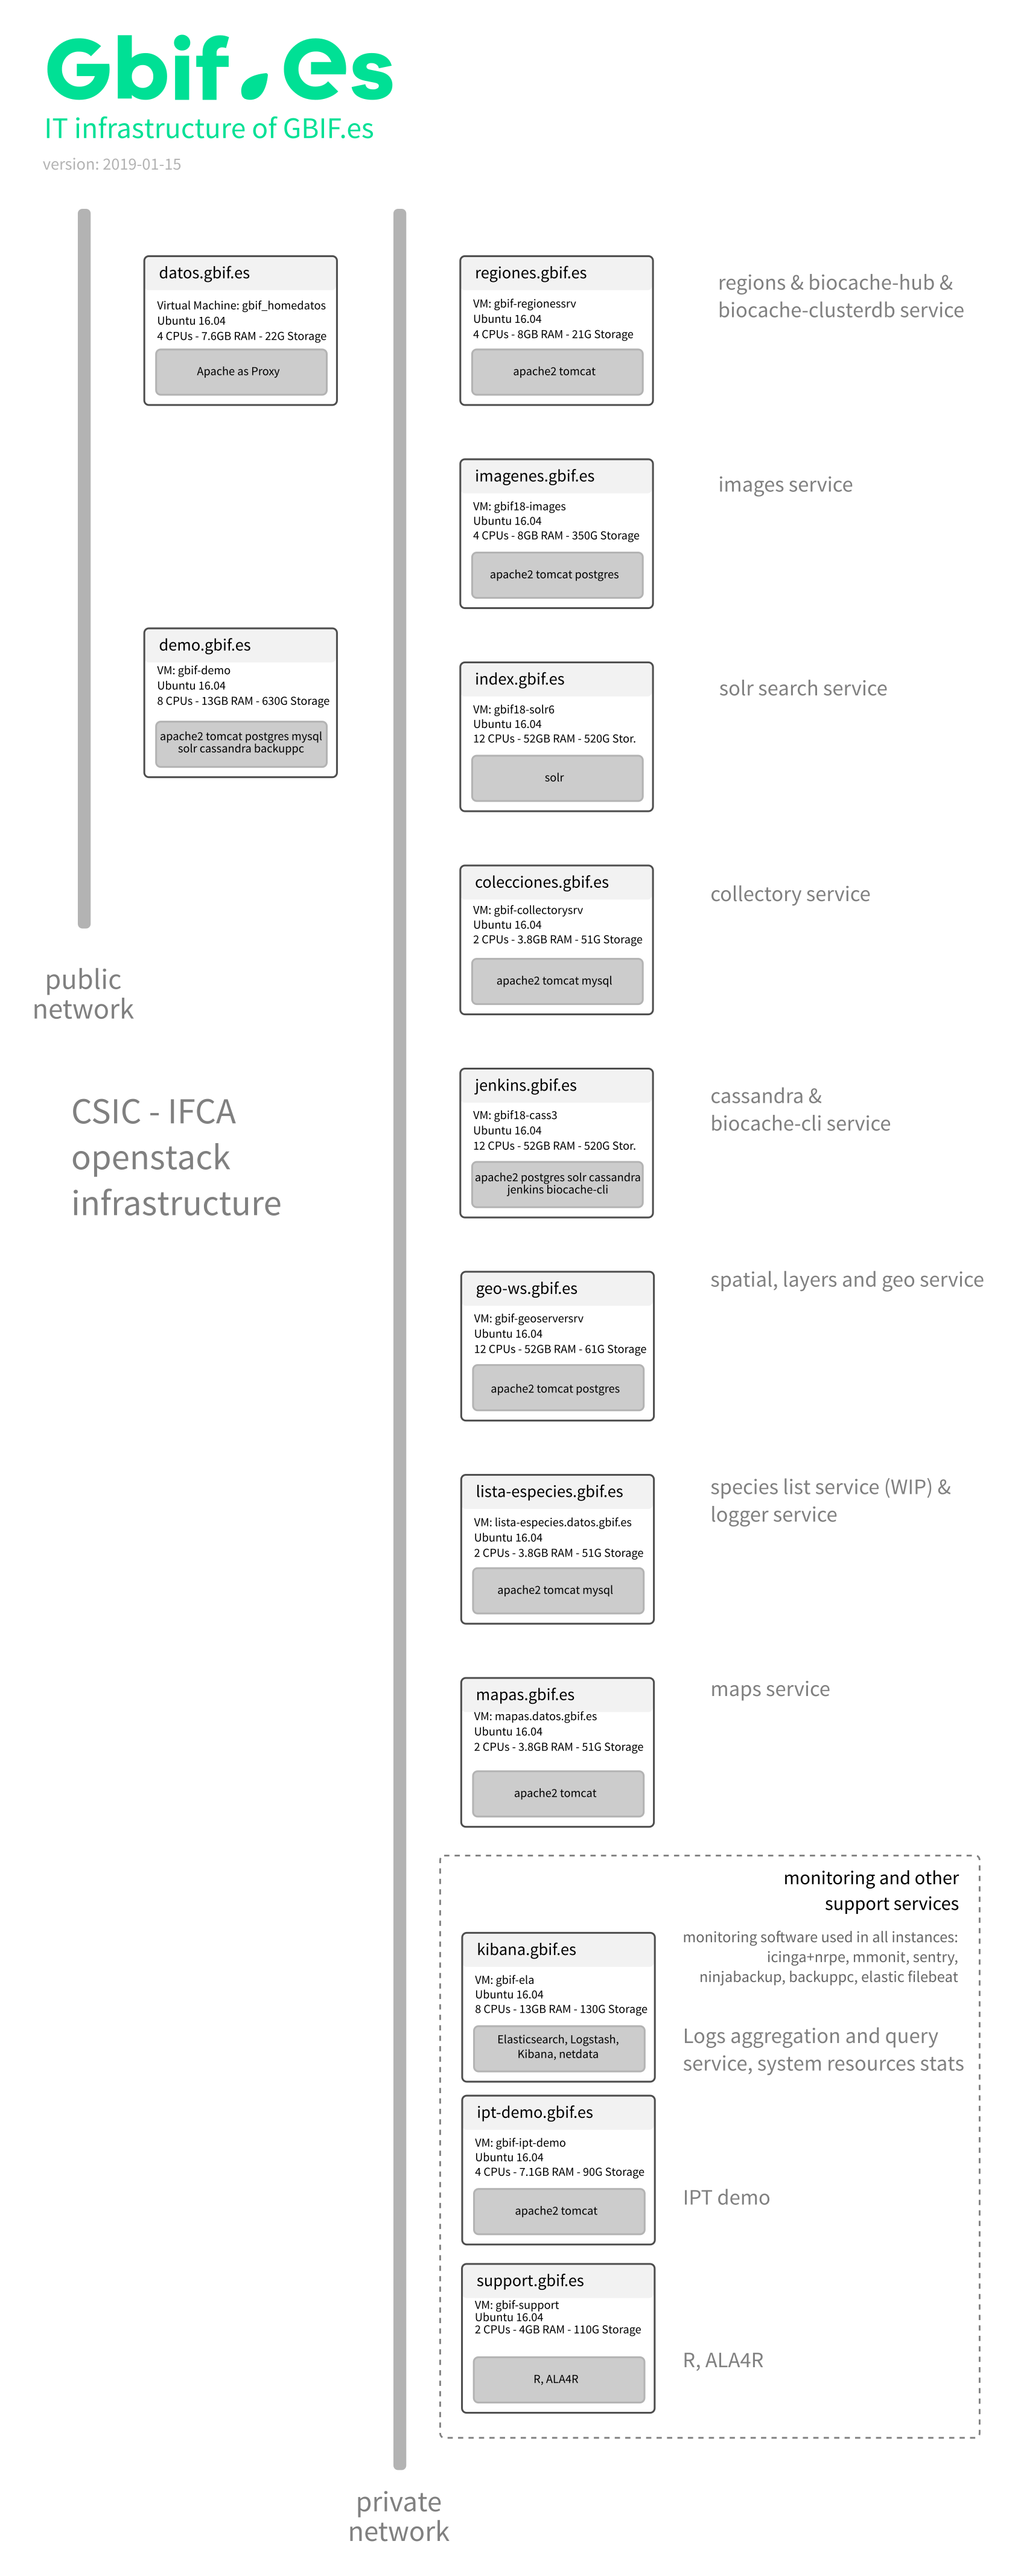 Gbif.es
IT infrastructure of GBIF.es
version: 2019-01-15
datos.gbif.es
Virtual Machine: gbif_homedatos
Ubuntu 16.04
4 CPUs - 7.6GB RAM - 22G Storage
Apache as Proxy
demo.gbif.es
VM: gbif-demo
Ubuntu 16.04
8 CPUs - 13GB RAM - 630G Storage
apache2 tomcat postgres mysql
solr cassandra backuppc
public
network
CSIC - IFCA
openstack
infrastructure
regiones.gbif.es
VM: gbif-regionessrv
Ubuntu 16.04
4 CPUs - 8GB RAM - 21G Storage
apache2 tomcat
regions & biocache-hub &
biocache-clusterdb service
imagenes.gbif.es
VM: gbif18-images
Ubuntu 16.04
4 CPUs - 8GB RAM - 350G Storage
apache2 tomcat postgres
images service
index.gbif.es
VM: gbif18-solr6
Ubuntu 16.04
12 CPUs - 52GB RAM - 520G Stor.
solr
solr search service
colecciones.gbif.es
VM: gbif-collectorysrv
Ubuntu 16.04
2 CPUs - 3.8GB RAM - 51G Storage
apache2 tomcat mysql
collectory service
jenkins.gbif.es
VM: gbif18-cass3
Ubuntu 16.04
12 CPUs - 52GB RAM - 520G Stor.
apache2 postgres solr cassandra
jenkins biocache-cli
cassandra &
biocache-cli service
geo-ws.gbif.es
VM: gbif-geoserversrv
Ubuntu 16.04
12 CPUs - 52GB RAM - 61G Storage
apache2 tomcat postgres
spatial, layers and geo service
lista-especies.gbif.es
VM: lista-especies.datos.gbif.es
Ubuntu 16.04
2 CPUs - 3.8GB RAM - 51G Storage
apache2 tomcat mysql
species list service (WIP) &
logger service
mapas.gbif.es
VM: mapas.datos.gbif.es
Ubuntu 16.04
2 CPUs - 3.8GB RAM - 51G Storage
apache2 tomcat
maps service
monitoring and other
support services
monitoring software used in all instances:
icinga+nrpe, mmonit, sentry,
ninjabackup, backuppc, elastic filebeat
kibana.gbif.es
VM: gbif-ela
Ubuntu 16.04
8 CPUs - 13GB RAM - 130G Storage
Elasticsearch, Logstash,
Kibana, netdata
Logs aggregation and query
service, system resources stats
ipt-demo.gbif.es
VM: gbif-ipt-demo
Ubuntu 16.04
4 CPUs - 7.1GB RAM - 90G Storage
apache2 tomcat
IPT demo
support.gbif.es
VM: gbif-support
Ubuntu 16.04
2 CPUs - 4GB RAM - 110G Storage
R, ALA4R
R, ALA4R
private
network